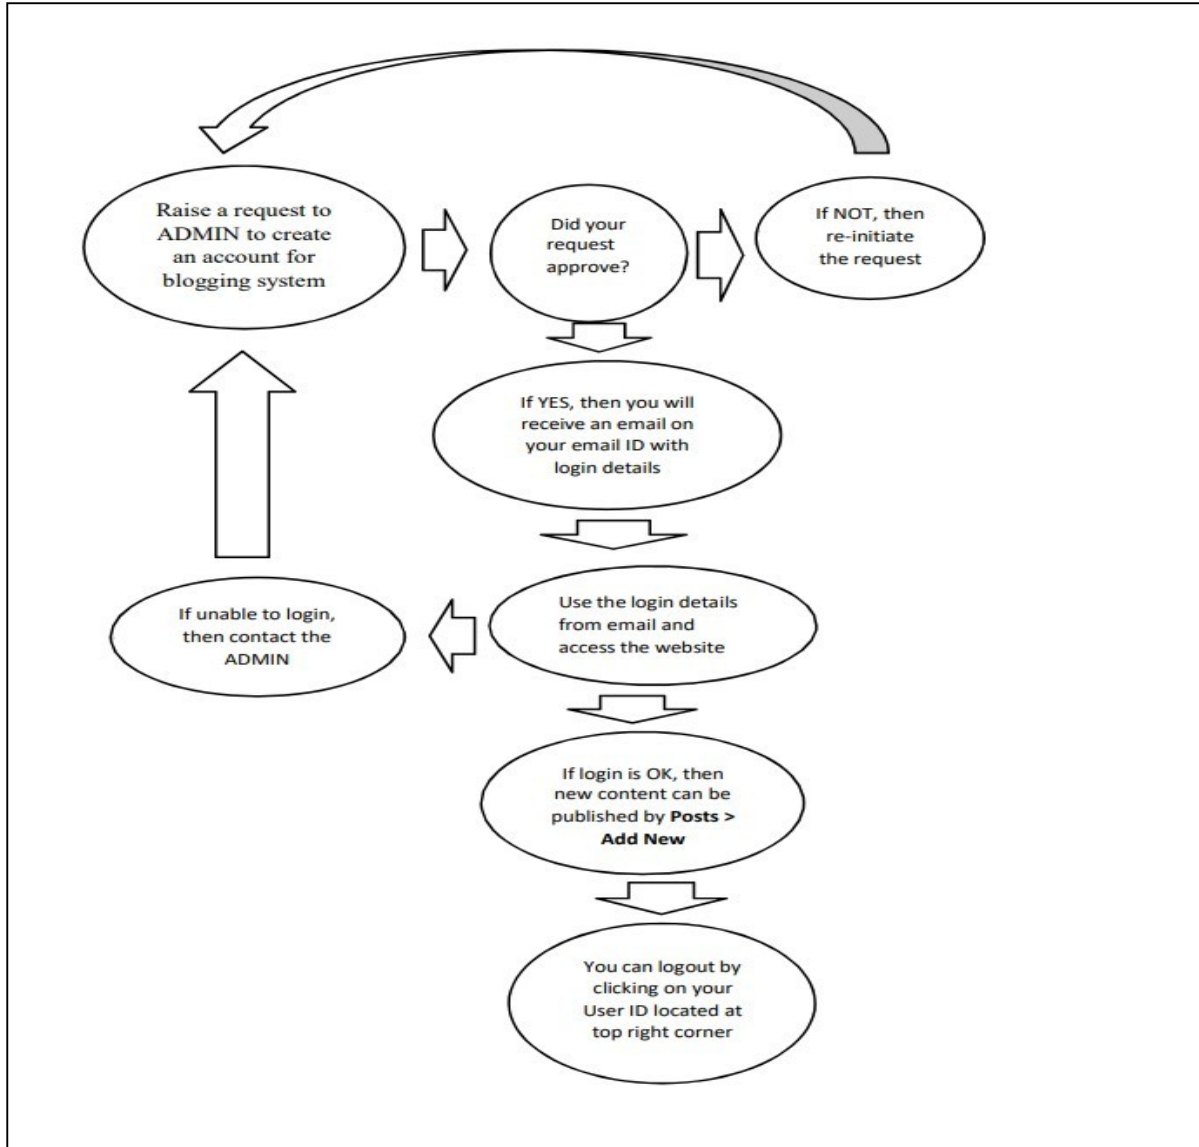 Raise a request to
ADMIN to create
an account for
blogging system
Did your
request
approve?
If NOT, then
re-initiate
the request
If YES, then you will
receive an email on
your email ID with
login details
Use the login details
from email and
access the website
If unable to login,
then contact the
ADMIN
If login is OK, then
new content can be
published by Posts >
Add New
You can logout by
clicking on your
User ID located at
top right corner